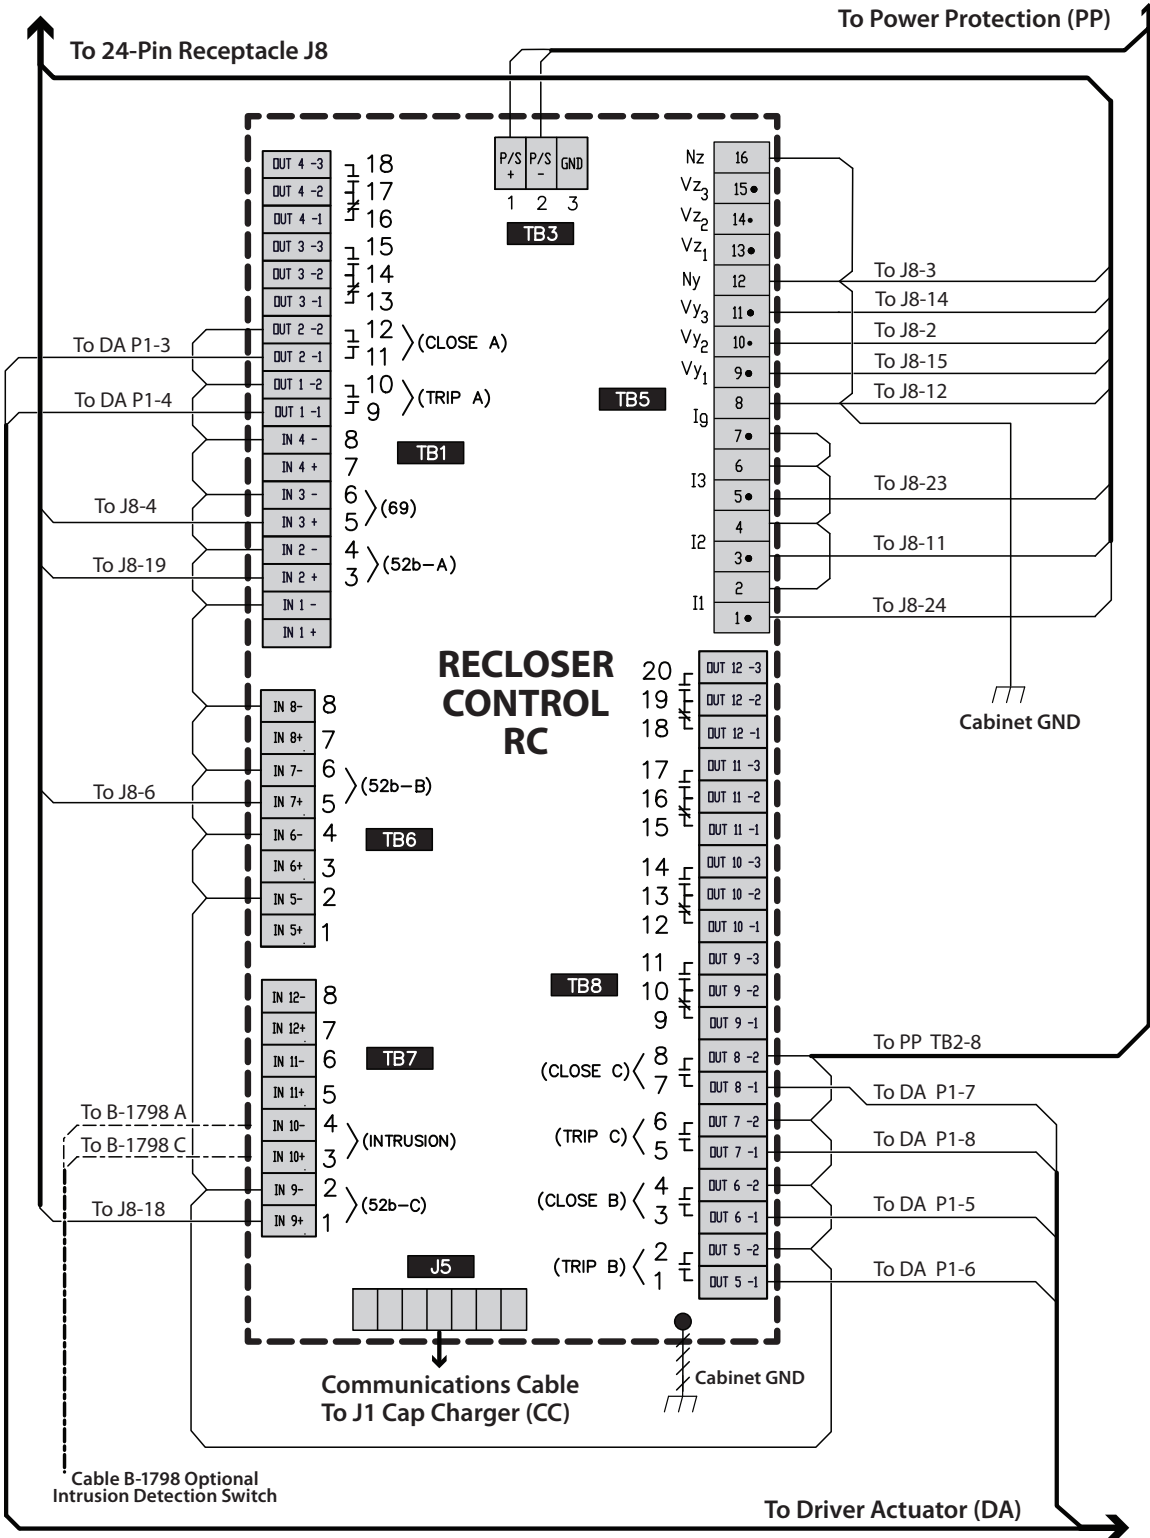 To Power Protection (PP)
To 24-Pin Receptacle J8
P/S + P/S - GND
1 2 3
TB3
OUT 4 -3 18
OUT 4 -2 17
OUT 4 -1 16
OUT 3 -3 15
OUT 3 -2 14
OUT 3 -1 13
OUT 2 -2 12
(CLOSE A)
To DA P1-3
OUT 2 -1 11
OUT 1 -2 10
(TRIP A)
To DA P1-4
OUT 1 -1 9
IN 4 - 8
TB1
IN 4 + 7
IN 3 - 6
(69)
To J8-4
IN 3 + 5
IN 2 - 4
(52b-A)
To J8-19
IN 2 + 3
IN 1 -
IN 1 +
Nz 16
Vz3 15
Vz2 14
Vz1 13
Ny 12 To J8-3
Vy3 11 To J8-14
Vy2 10 To J8-2
Vy1 9 To J8-15
TB5
8 To J8-12
Ig
7
6
I3
5 To J8-23
4
I2
3 To J8-11
2
I1
1 To J8-24
Cabinet GND
RECLOSER
CONTROL
RC
IN 8- 8
IN 8+ 7
IN 7- 6
(52b-B)
To J8-6
IN 7+ 5
IN 6- 4
TB6
IN 6+ 3
IN 5- 2
IN 5+ 1
IN 12- 8
IN 12+ 7
IN 11- 6
TB7
IN 11+ 5
To B-1798 A
IN 10- 4
(INTRUSION)
To B-1798 C
IN 10+ 3
IN 9- 2
(52b-C)
To J8-18
IN 9+ 1
20 OUT 12 -3
19 OUT 12 -2
18 OUT 12 -1
17 OUT 11 -3
16 OUT 11 -2
15 OUT 11 -1
14 OUT 10 -3
13 OUT 10 -2
12 OUT 10 -1
11 OUT 9 -3
TB8
10 OUT 9 -2
9 OUT 9 -1
8 OUT 8 -2 To PP TB2-8
(CLOSE C)
7 OUT 8 -1 To DA P1-7
6 OUT 7 -2
(TRIP C)
5 OUT 7 -1 To DA P1-8
4 OUT 6 -2
(CLOSE B)
3 OUT 6 -1 To DA P1-5
2 OUT 5 -2
(TRIP B)
1 OUT 5 -1 To DA P1-6
J5
Communications Cable
To J1 Cap Charger (CC)
Cabinet GND
Cable B-1798 Optional
Intrusion Detection Switch
To Driver Actuator (DA)